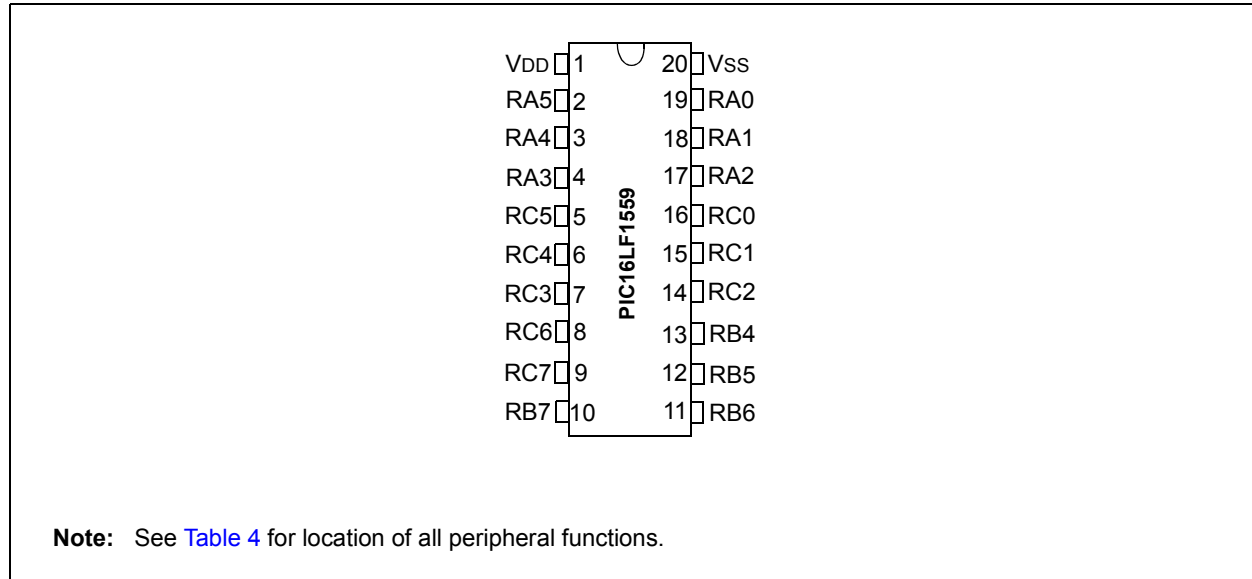 VDD 1 20 VSS
RA5 2 19 RA0
RA4 3 18 RA1
RA3 4 17 RA2
RC5 5 16 RC0
RC4 6 15 RC1
RC3 7 14 RC2
RC6 8 13 RB4
RC7 9 12 RB5
RB7 10 11 RB6
PIC16LF1559
Note: See Table 4 for location of all peripheral functions.